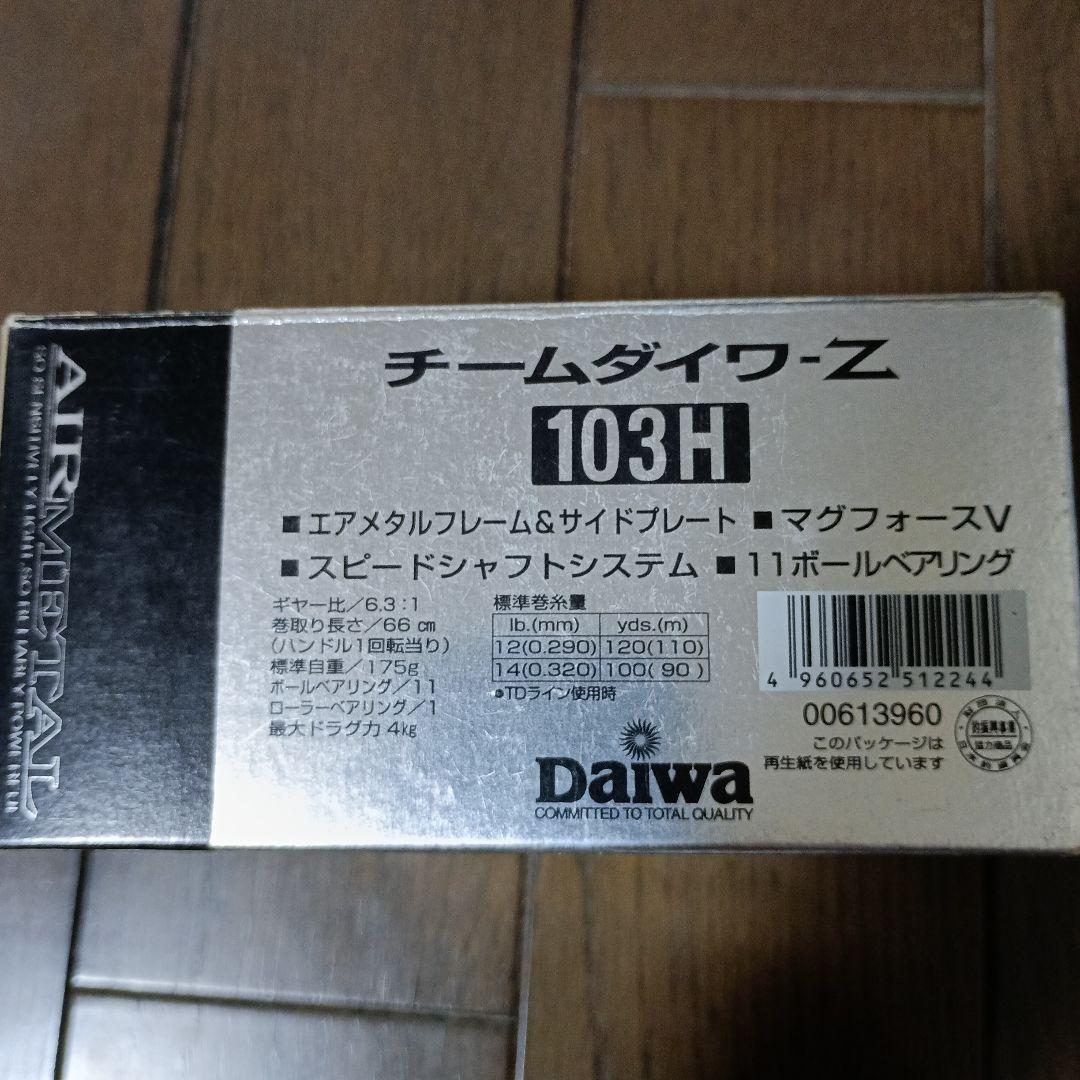 チームダイワ-Z
103H
■ エアメタルフレーム&サイドプレート ■ マグフォースV
■ スピードシャフトシステム ■ 11ボールベアリング
ギヤー比/6.3:1
巻取り長さ/66㎝
(ハンドル1回転当り)
標準自重/175g
ボールベアリング/11
ローラーベアリング/1
最大ドラグ力 4㎏
標準巻糸量
lb.(mm) yds.(m)
12(0.290) 120(110)
14(0.320) 100( 90 )
●TDライン使用時
4 960652 512244
00613960
このパッケージは
再生紙を使用しています
Daiwa
COMMITTED TO TOTAL QUALITY
AIRMETAL